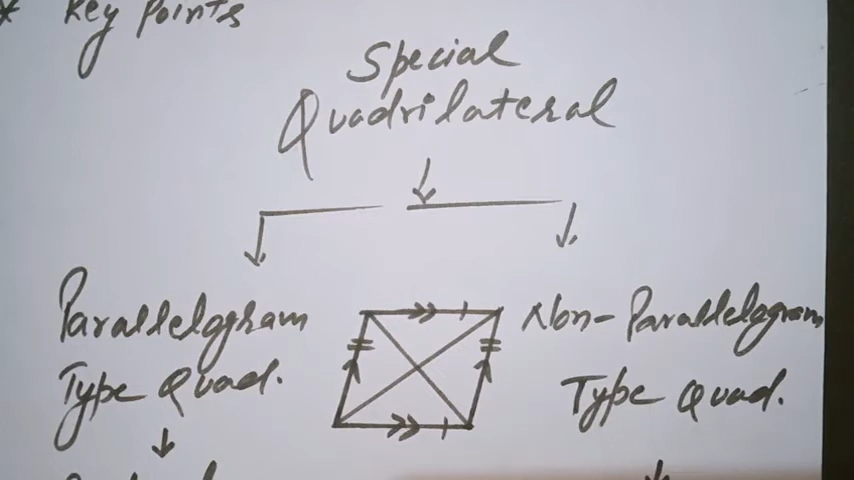 * Key Points
Special
Quadrilateral
Parallelogram
Type Quad.
Non-Parallelogram
Type Quad.